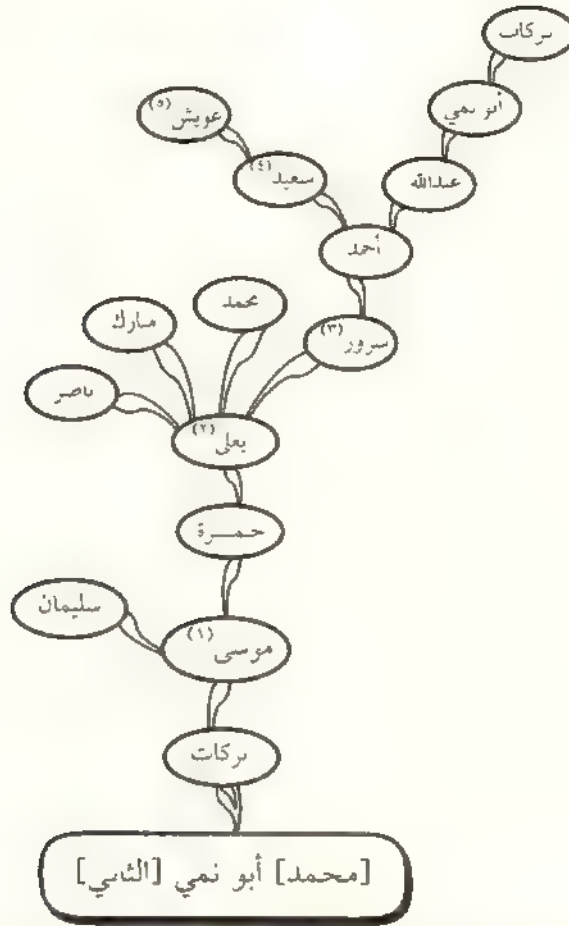 بركات
أبو نمي
عويش (٥)
سعيد (٤)
عبدالله
أحمد
محمد
مبارك
سرور (٣)
ناصر
يعلى (٢)
حمزة
سليمان
موسى (١)
بركات
[محمد] أبو نمي [الثاني]